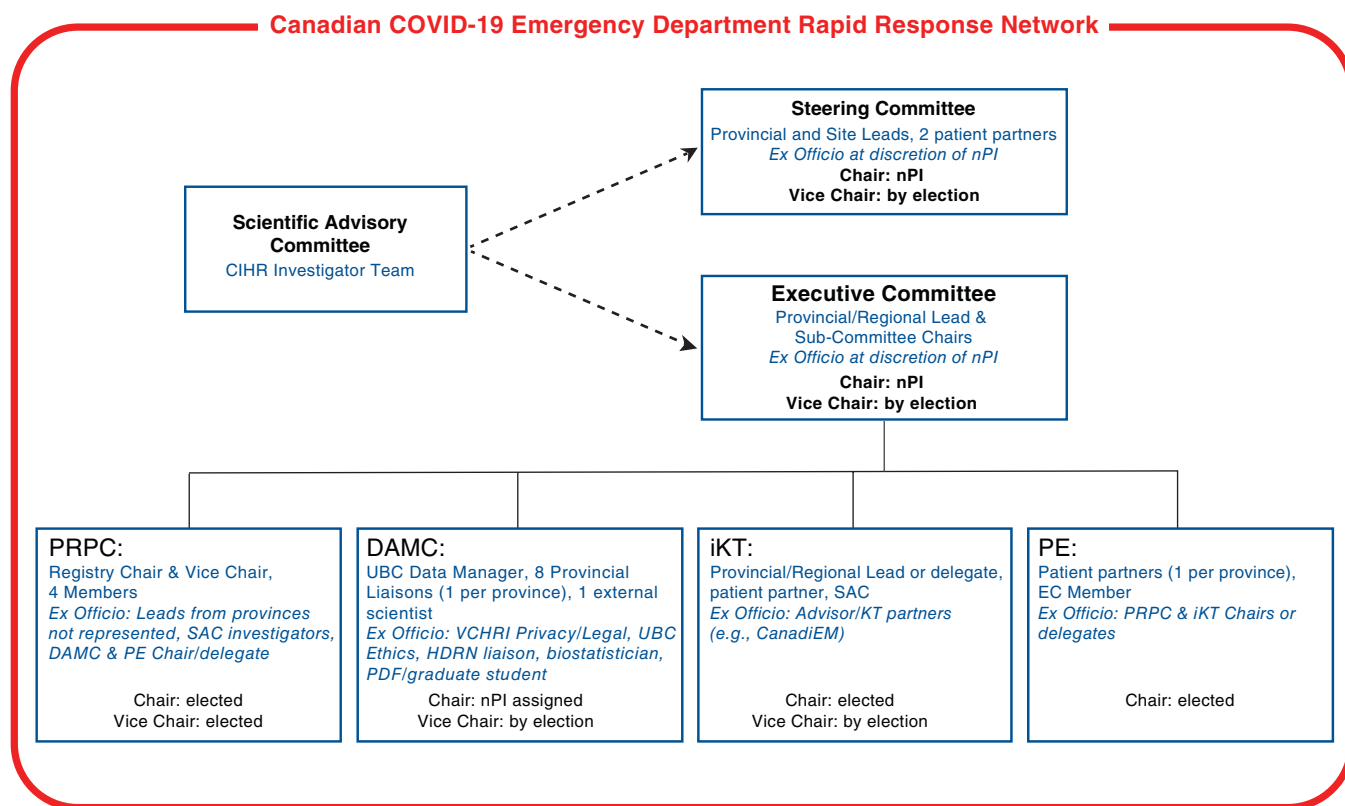 Canadian COVID-19 Emergency Department Rapid Response Network
Steering Committee
Provincial and Site Leads, 2 patient partners
Ex Officio at discretion of nPI
Chair: nPI
Vice Chair: by election
Scientific Advisory
Committee
CIHR Investigator Team
Executive Committee
Provincial/Regional Lead &
Sub-Committee Chairs
Ex Officio at discretion of nPI
Chair: nPI
Vice Chair: by election
PRPC:
Registry Chair & Vice Chair,
4 Members
Ex Officio: Leads from provinces
not represented, SAC investigators,
DAMC & PE Chair/delegate
Chair: elected
Vice Chair: elected
DAMC:
UBC Data Manager, 8 Provincial
Liaisons (1 per province), 1 external
scientist
Ex Officio: VCHRI Privacy/Legal, UBC
Ethics, HDRN liaison, biostatistician,
PDF/graduate student
Chair: nPI assigned
Vice Chair: by election
iKT:
Provincial/Regional Lead or delegate,
patient partner, SAC
Ex Officio: Advisor/KT partners
(e.g., CanadiEM)
Chair: elected
Vice Chair: by election
PE:
Patient partners (1 per province),
EC Member
Ex Officio: PRPC & iKT Chairs or
delegates
Chair: elected